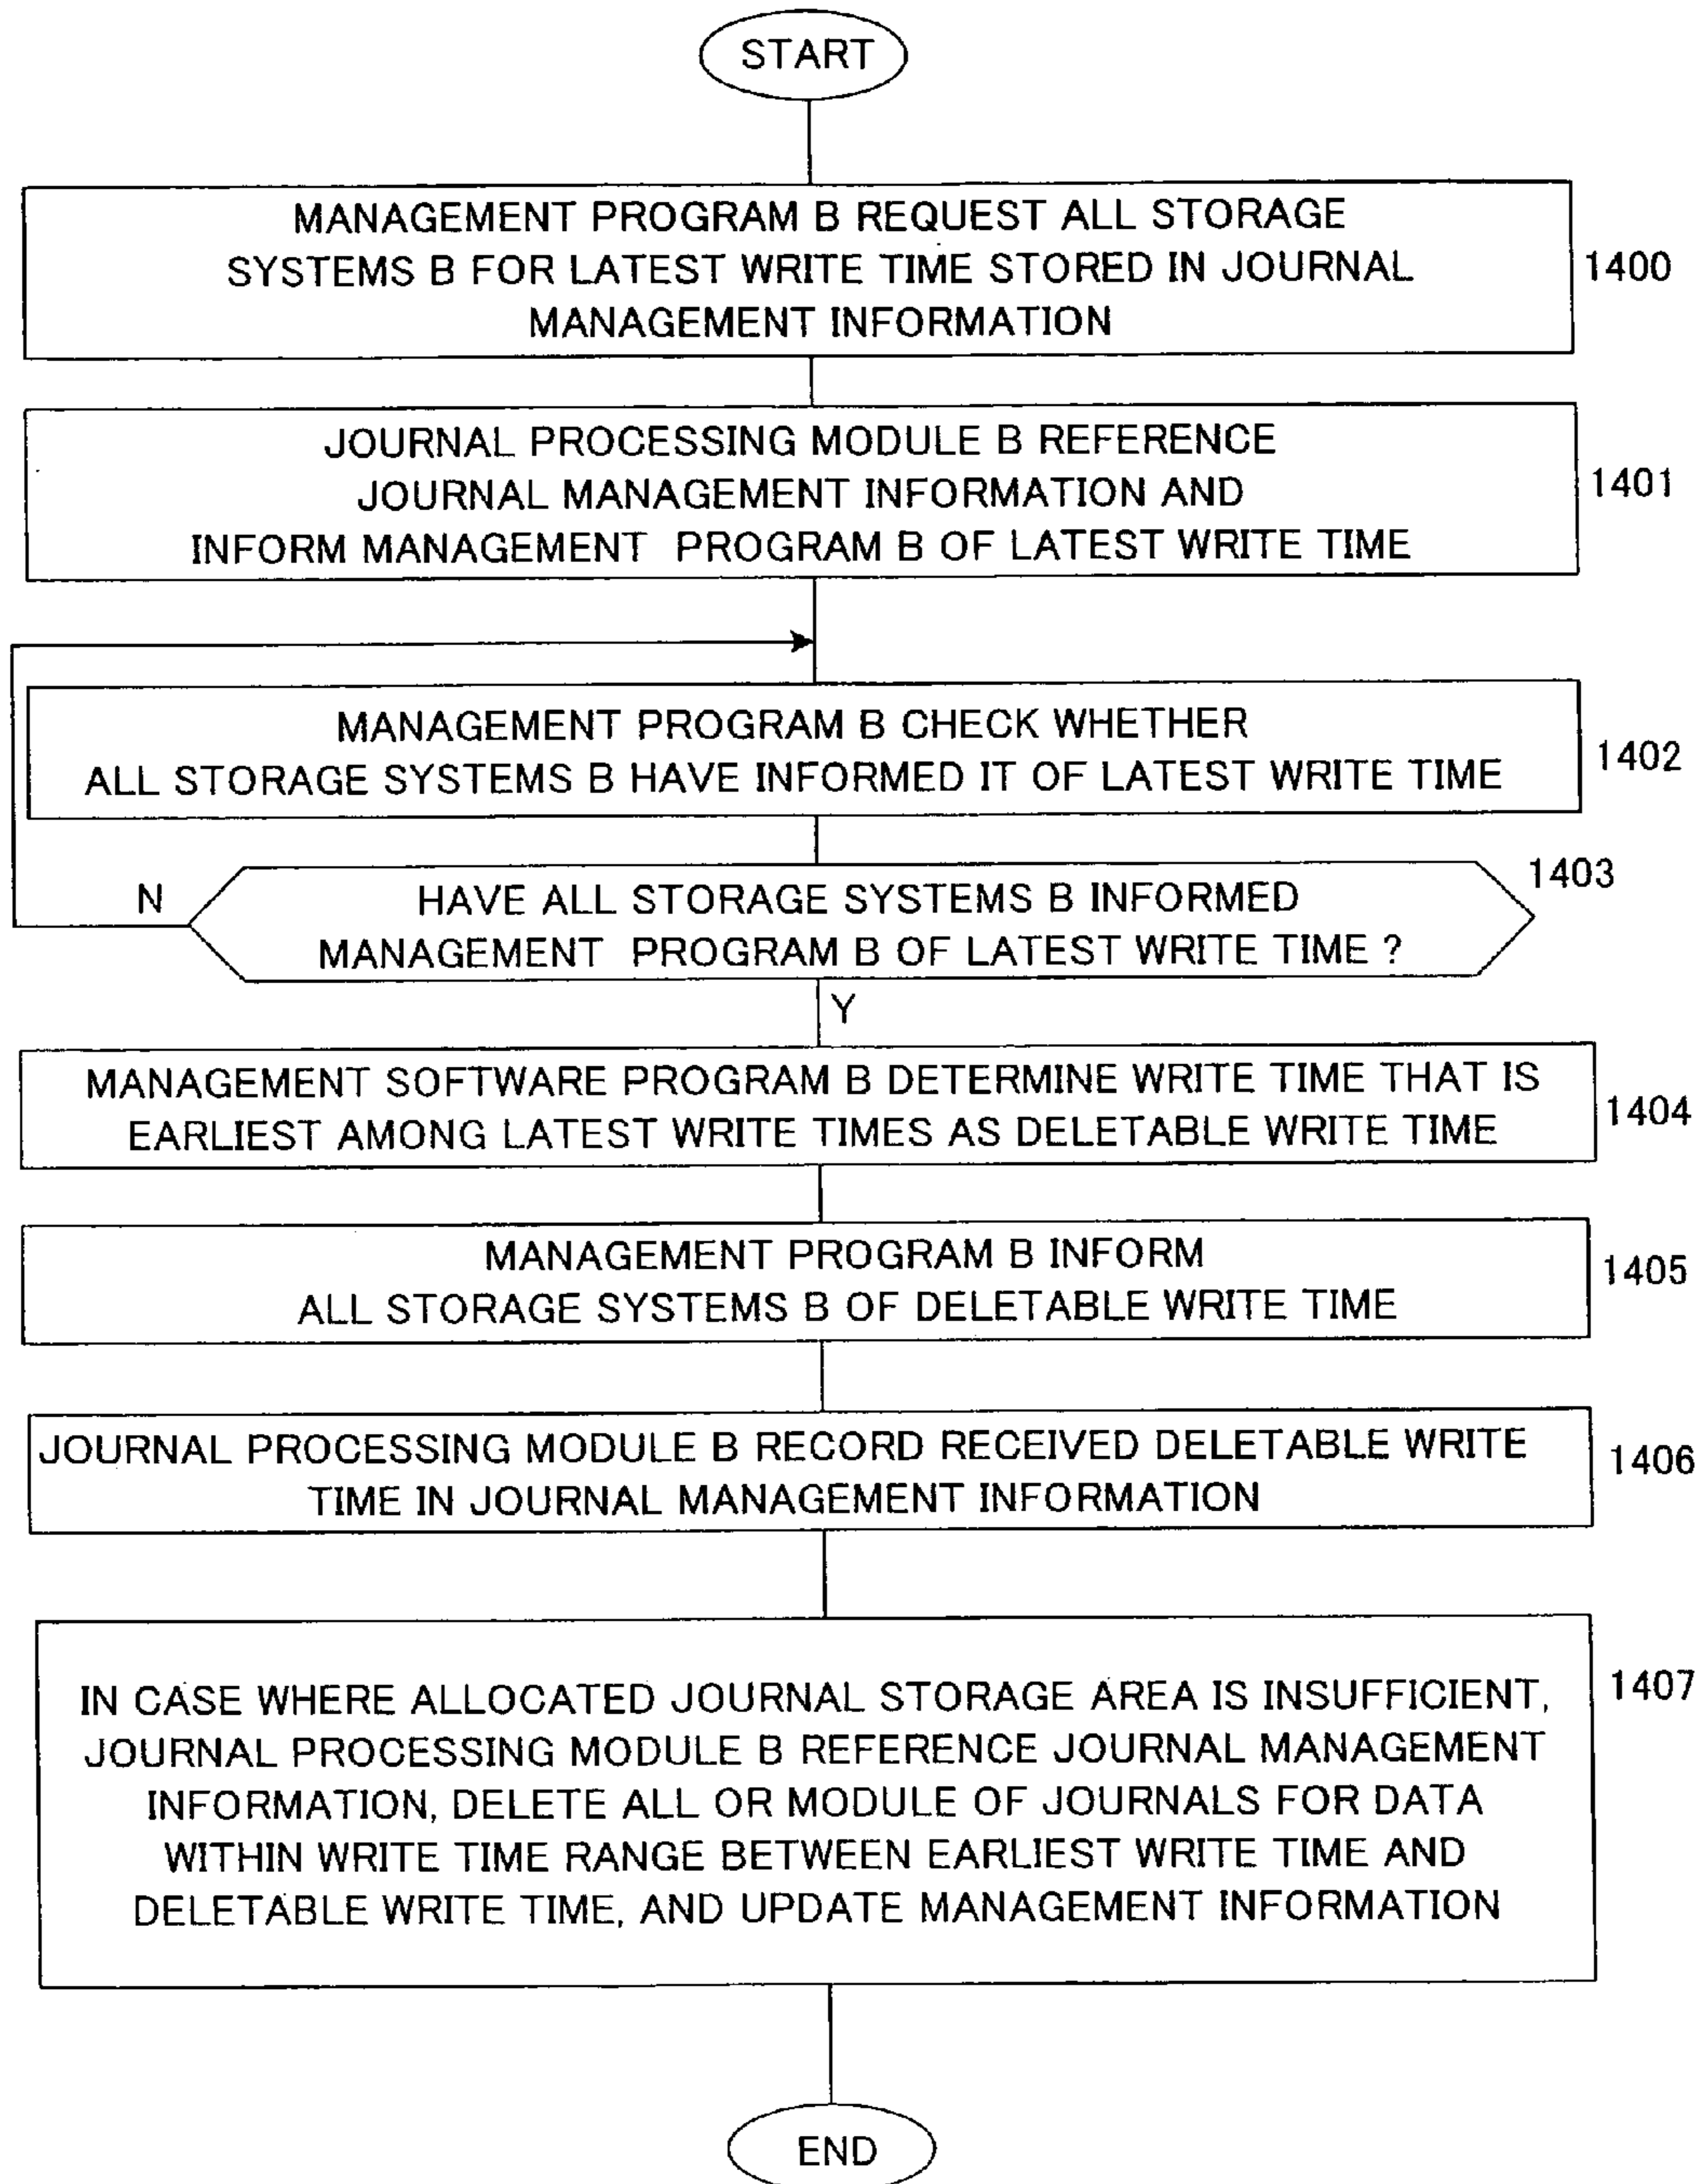 START
MANAGEMENT PROGRAM B REQUEST ALL STORAGE
SYSTEMS B FOR LATEST WRITE TIME STORED IN JOURNAL
MANAGEMENT INFORMATION
1400
JOURNAL PROCESSING MODULE B REFERENCE
JOURNAL MANAGEMENT INFORMATION AND
INFORM MANAGEMENT PROGRAM B OF LATEST WRITE TIME
1401
MANAGEMENT PROGRAM B CHECK WHETHER
ALL STORAGE SYSTEMS B HAVE INFORMED IT OF LATEST WRITE TIME
1402
N
HAVE ALL STORAGE SYSTEMS B INFORMED
MANAGEMENT PROGRAM B OF LATEST WRITE TIME ?
1403
Y
MANAGEMENT SOFTWARE PROGRAM B DETERMINE WRITE TIME THAT IS
EARLIEST AMONG LATEST WRITE TIMES AS DELETABLE WRITE TIME
1404
MANAGEMENT PROGRAM B INFORM
ALL STORAGE SYSTEMS B OF DELETABLE WRITE TIME
1405
JOURNAL PROCESSING MODULE B RECORD RECEIVED DELETABLE WRITE
TIME IN JOURNAL MANAGEMENT INFORMATION
1406
IN CASE WHERE ALLOCATED JOURNAL STORAGE AREA IS INSUFFICIENT,
JOURNAL PROCESSING MODULE B REFERENCE JOURNAL MANAGEMENT
INFORMATION, DELETE ALL OR MODULE OF JOURNALS FOR DATA
WITHIN WRITE TIME RANGE BETWEEN EARLIEST WRITE TIME AND
DELETABLE WRITE TIME, AND UPDATE MANAGEMENT INFORMATION
1407
END